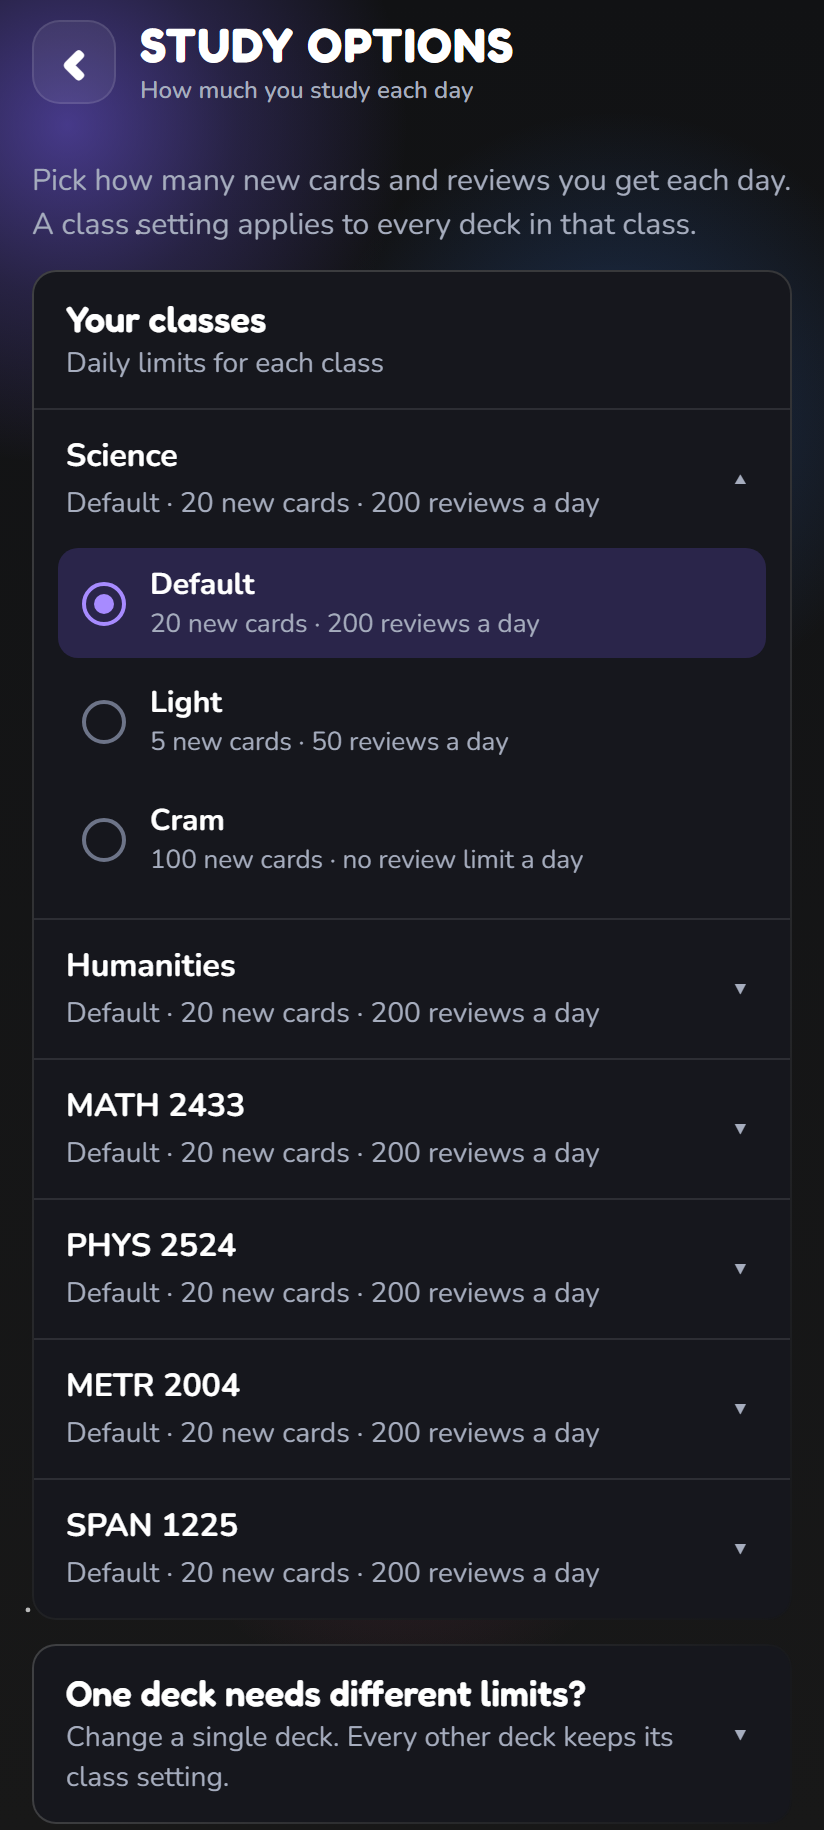 STUDY OPTIONS
How much you study each day
Pick how many new cards and reviews you get each day.
A class setting applies to every deck in that class.
Your classes
Daily limits for each class
Science
Default · 20 new cards · 200 reviews a day
Default
20 new cards · 200 reviews a day
Light
5 new cards · 50 reviews a day
Cram
100 new cards · no review limit a day
Humanities
Default · 20 new cards · 200 reviews a day
MATH 2433
Default · 20 new cards · 200 reviews a day
PHYS 2524
Default · 20 new cards · 200 reviews a day
METR 2004
Default · 20 new cards · 200 reviews a day
SPAN 1225
Default · 20 new cards · 200 reviews a day
One deck needs different limits?
Change a single deck. Every other deck keeps its
class setting.